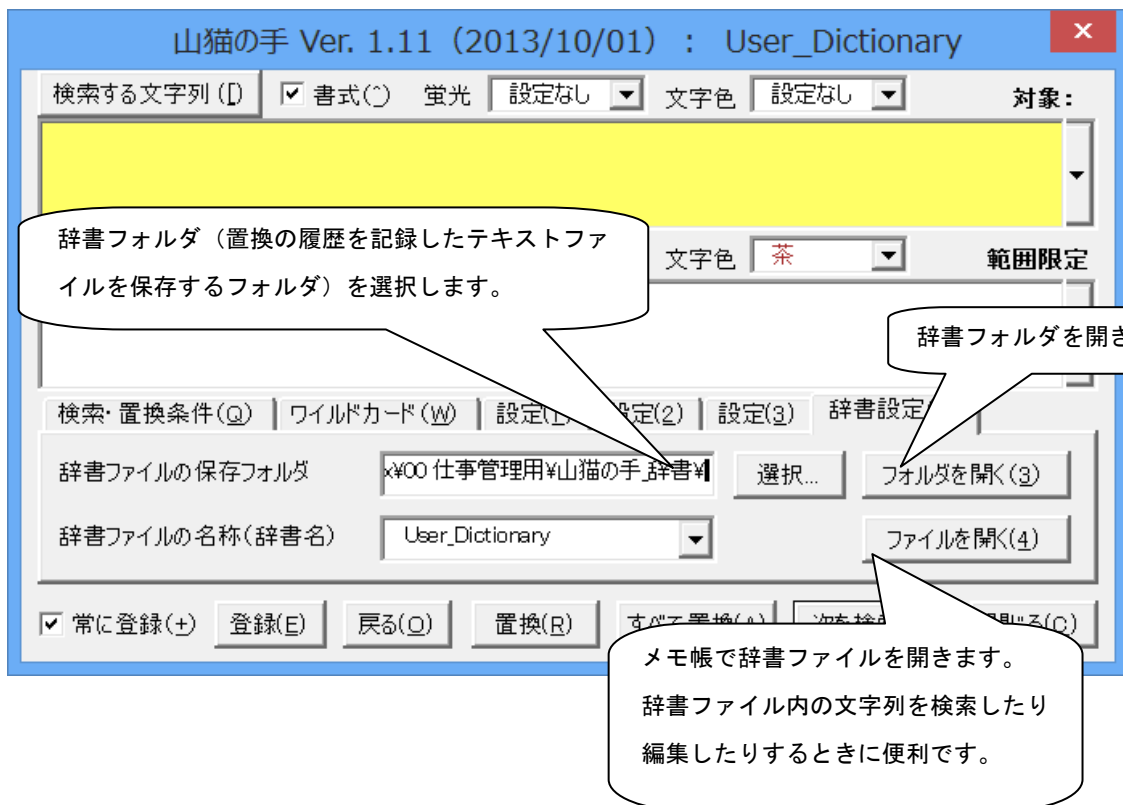 山猫の手 Ver. 1.11（2013/10/01）： User_Dictionary
検索する文字列([) 書式(^) 蛍光 設定なし 文字色 設定なし 対象：
辞書フォルダ（置換の履歴を記録したテキストファ
イルを保存するフォルダ）を選択します。
文字色 茶 範囲限定
辞書フォルダを開き
検索・置換条件(Q) ワイルドカード(W) 設定(1) 設定(2) 設定(3) 辞書設定
辞書ファイルの保存フォルダ x¥00 仕事管理用¥山猫の手_辞書¥ 選択... フォルダを開く(3)
辞書ファイルの名称(辞書名) User_Dictionary ファイルを開く(4)
常に登録(+) 登録(E) 戻る(O) 置換(R) すべて置換(A) 次を検 閉じる(C)
メモ帳で辞書ファイルを開きます。
辞書ファイル内の文字列を検索したり
編集したりするときに便利です。